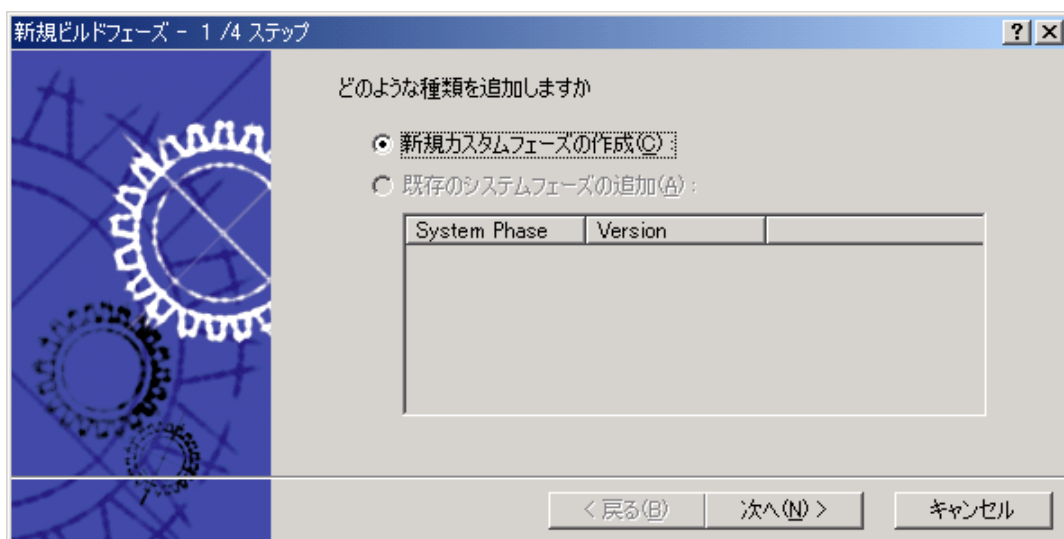 新規ビルドフェーズ - 1 /4 ステップ
どのような種類を追加しますか
新規カスタムフェーズの作成(C) :
既存のシステムフェーズの追加(A) :
System Phase Version
< 戻る(B) 次へ(N) > キャンセル